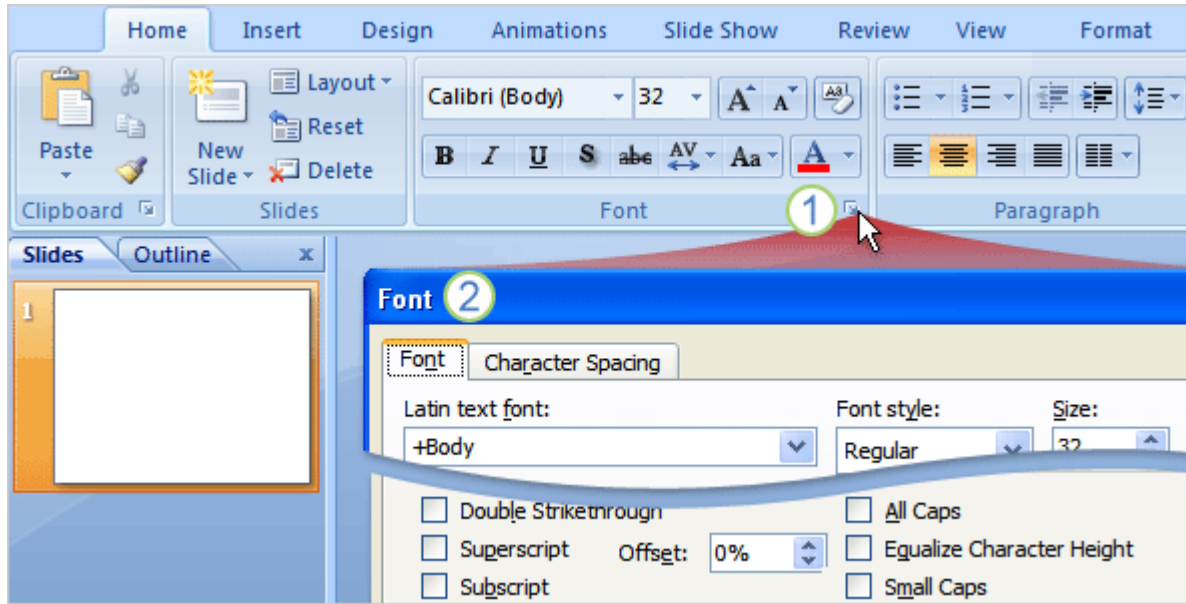 Home Insert Design Animations Slide Show Review View Format
Layout
Calibri (Body) 32 A A Aa
Reset
Paste New Slide Delete
B I U S abc AV Aa A
Clipboard Slides Font 1 Paragraph
Slides Outline x
Font 2
1
Font Character Spacing
Latin text font: Font style: Size:
+Body Regular 32
Double Strikethrough All Caps
Superscript Offset: 0% Equalize Character Height
Subscript Small Caps